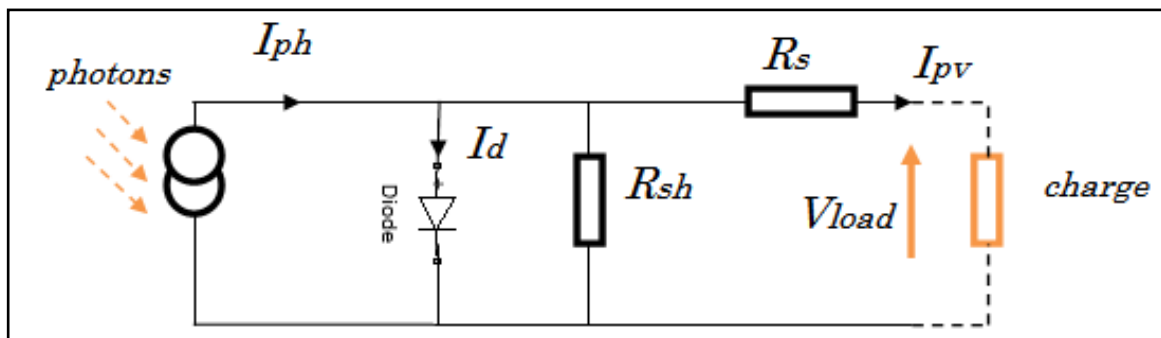 photons
Iph
Id
Diode
Rsh
Rs
Ipv
Vload
charge